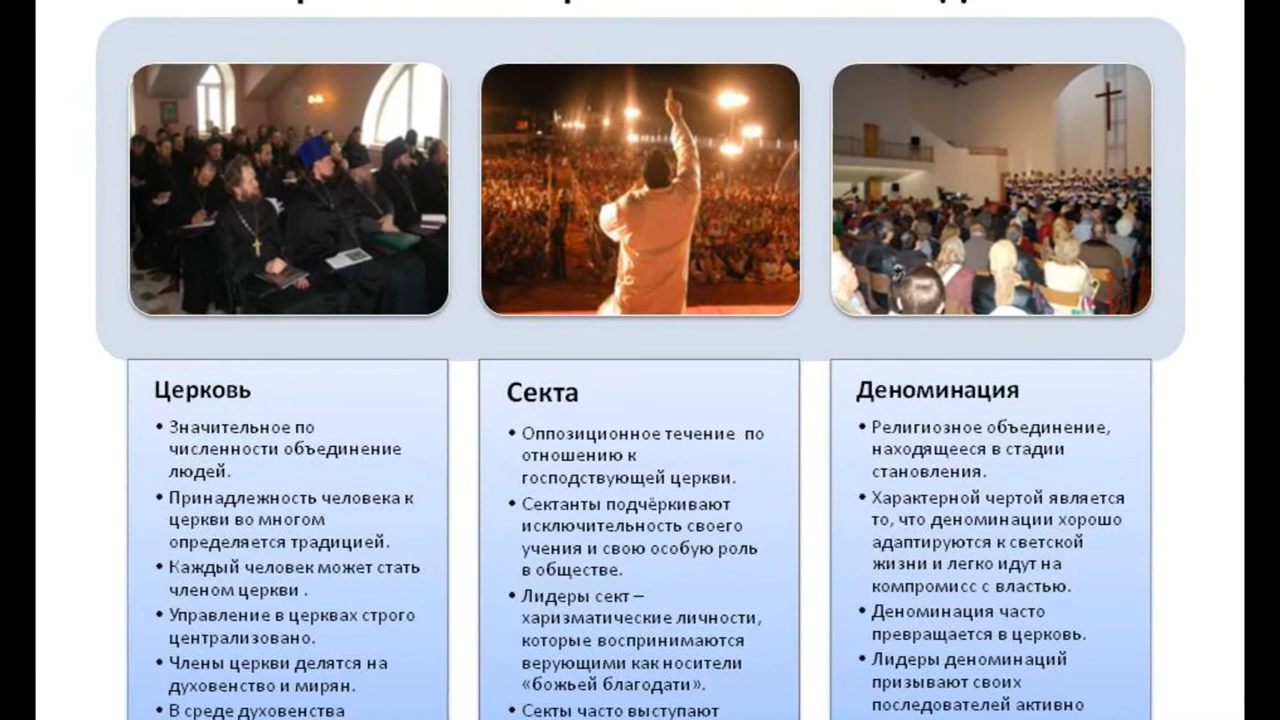 Церковь
• Значительное по
численности объединение
людей.
• Принадлежность человека к
церкви во многом
определяется традицией.
• Каждый человек может стать
членом церкви .
• Управление в церквах строго
централизовано.
• Члены церкви делятся на
духовенство и мирян.
• В среде духовенства
Секта
• Оппозиционное течение по
отношению к
господствующей церкви.
• Сектанты подчёркивают
исключительность своего
учения и свою особую роль
в обществе.
• Лидеры сект –
харизматические личности,
которые воспринимаются
верующими как носители
«божьей благодати».
• Секты часто выступают
Деноминация
• Религиозное объединение,
находящееся в стадии
становления.
• Характерной чертой является
то, что деноминации хорошо
адаптируются к светской
жизни и легко идут на
компромисс с властью.
• Деноминация часто
превращается в церковь.
• Лидеры деноминаций
призывают своих
последователей активно